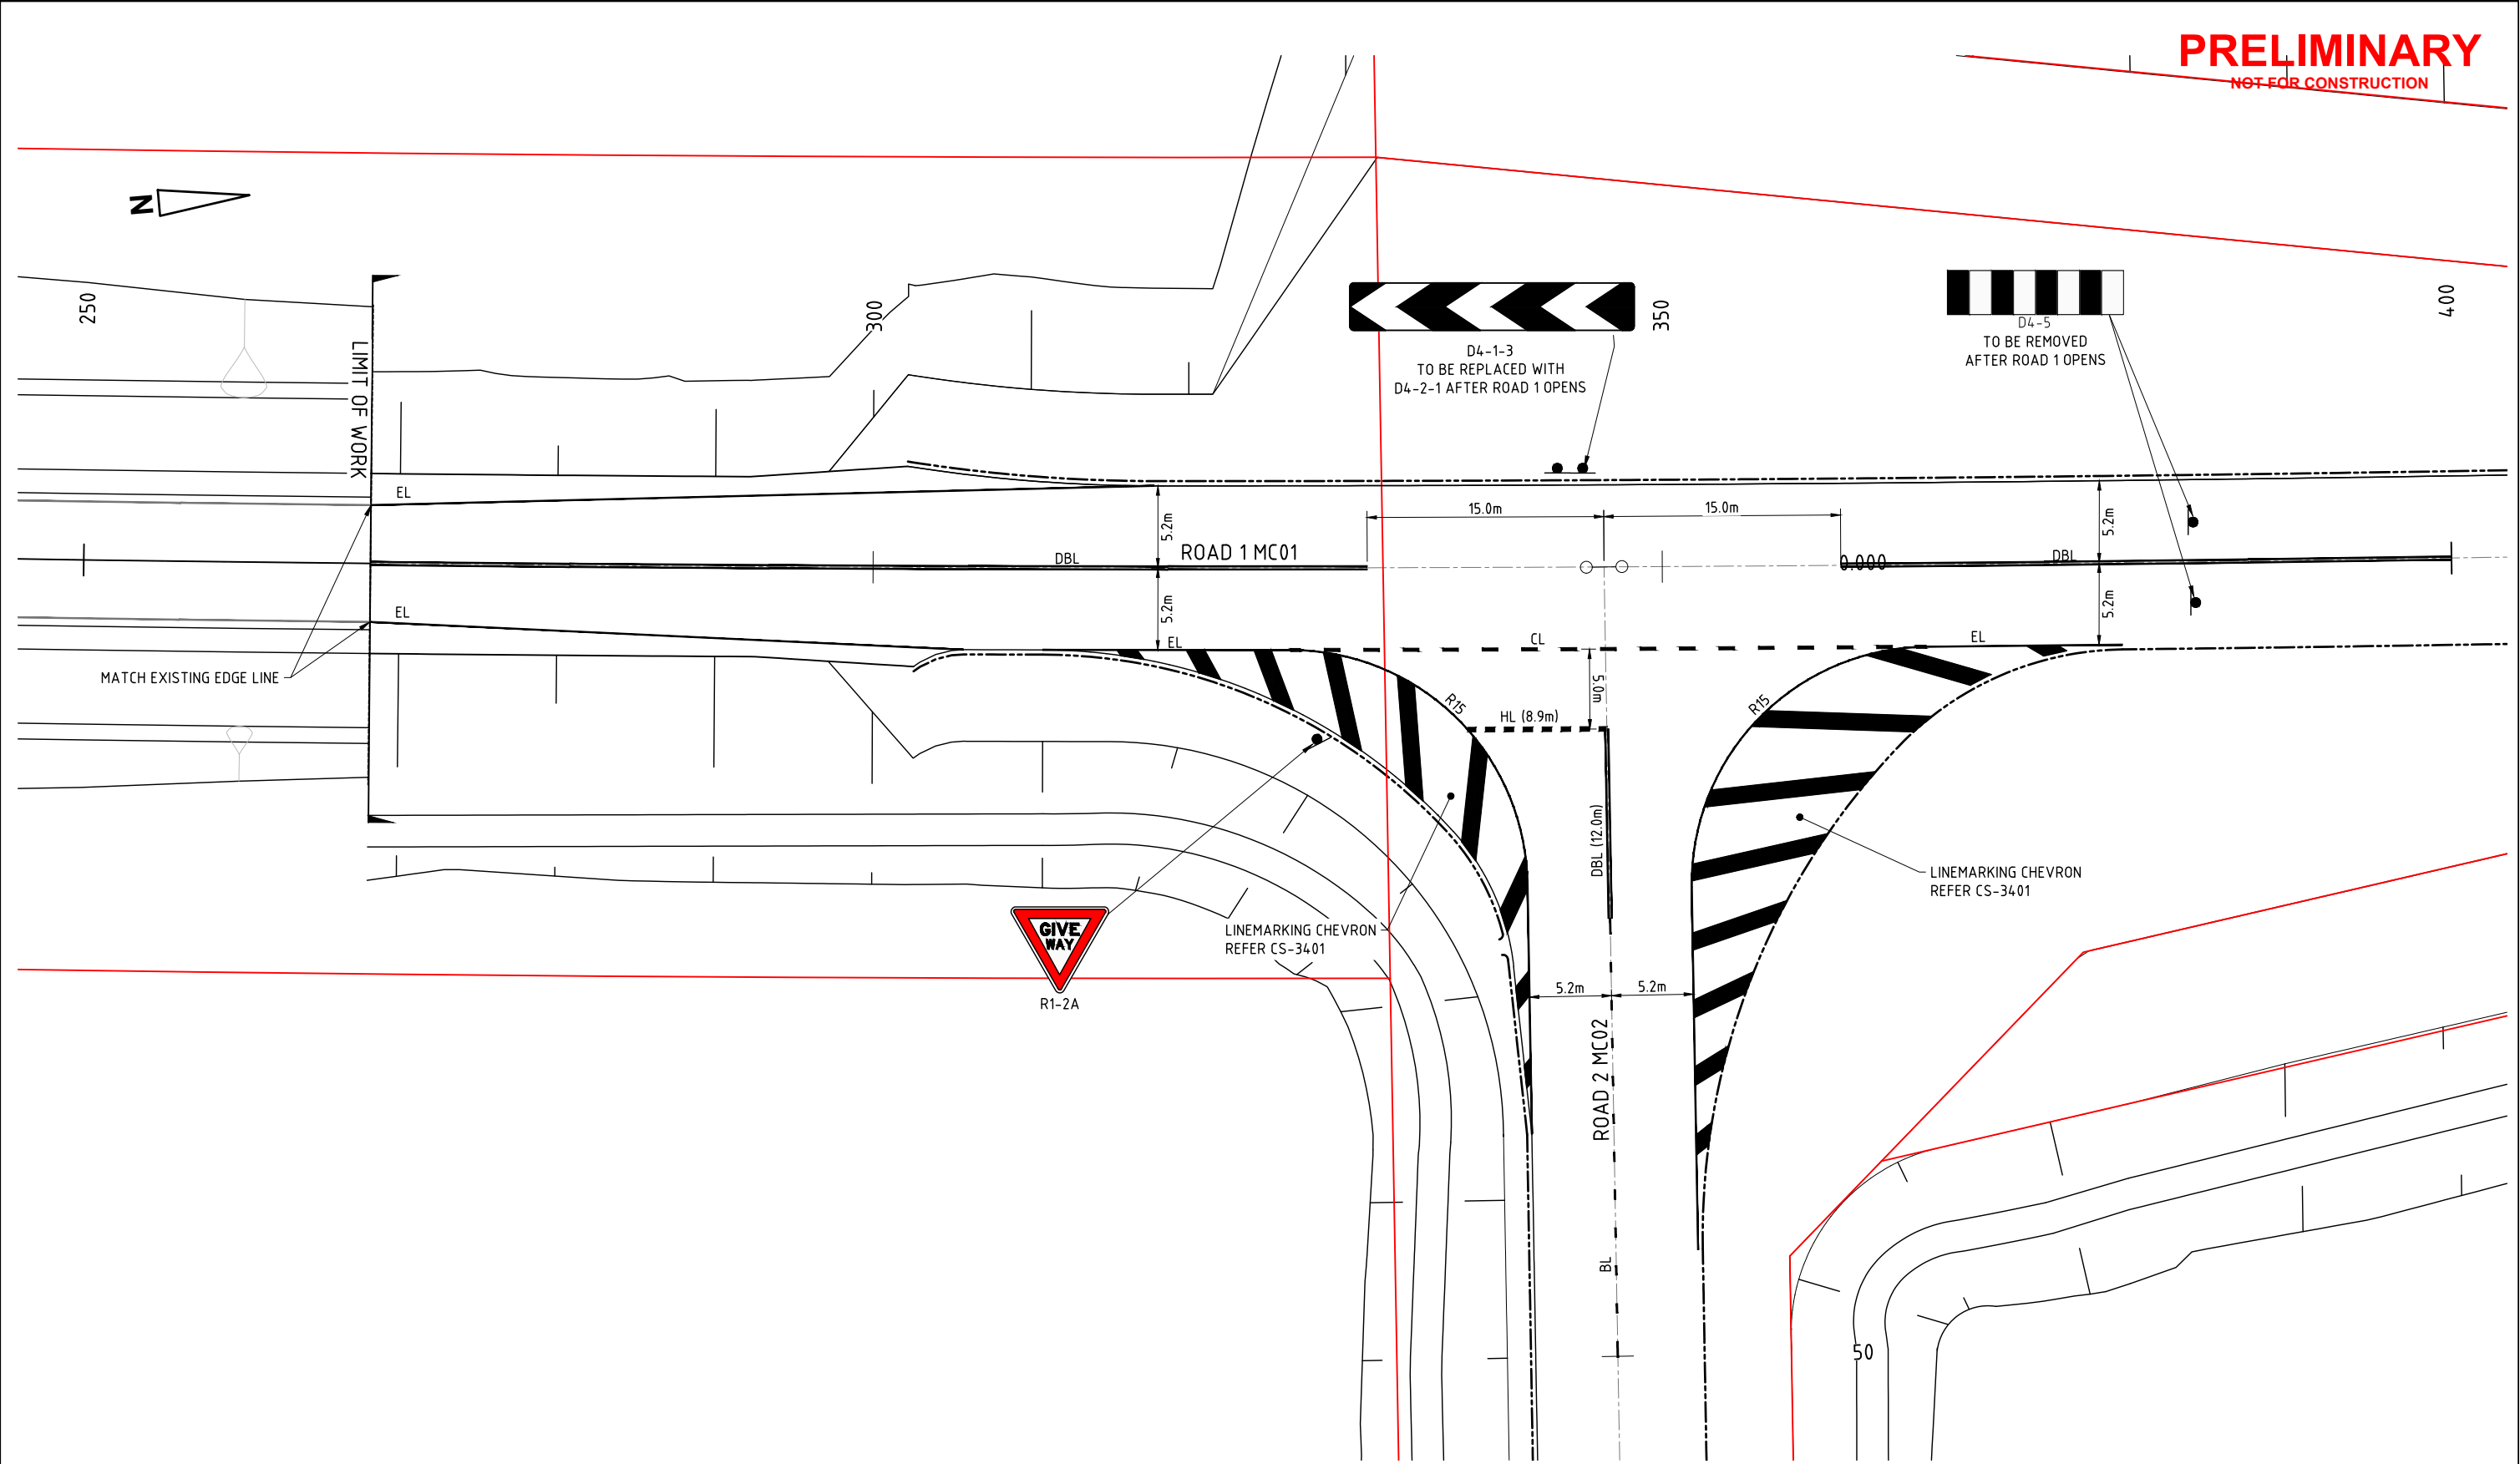 PRELIMINARY
NOT FOR CONSTRUCTION
N
250
300
350
400
LIMIT OF WORK
D4-1-3
TO BE REPLACED WITH
D4-2-1 AFTER ROAD 1 OPENS
D4-5
TO BE REMOVED
AFTER ROAD 1 OPENS
EL
15.0m
15.0m
5.2m
5.2m
ROAD 1 MC01
DBL
0.000
DBL
EL
5.2m
5.2m
EL
CL
EL
MATCH EXISTING EDGE LINE
5.0m
R15
R15
HL (8.9m)
DBL (12.0m)
LINEMARKING CHEVRON
REFER CS-3401
GIVE
WAY
R1-2A
LINEMARKING CHEVRON
REFER CS-3401
5.2m
5.2m
ROAD 2 MC02
BL
50